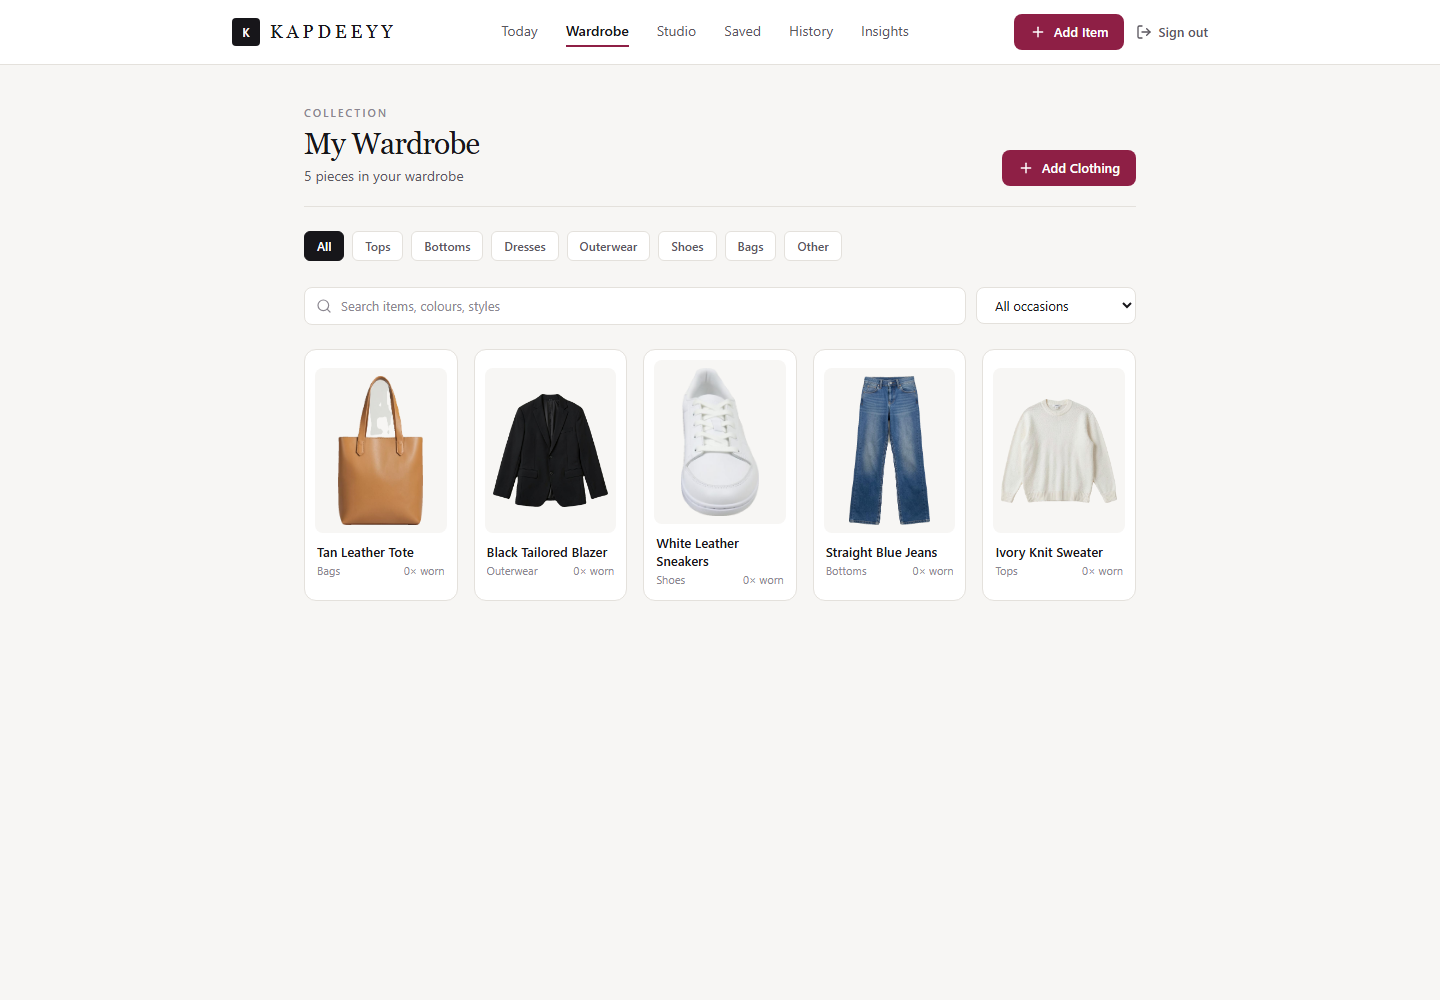 K KAPDEEYY Today Wardrobe Studio Saved History Insights + Add Item Sign out
COLLECTION
My Wardrobe
5 pieces in your wardrobe
+ Add Clothing
All Tops Bottoms Dresses Outerwear Shoes Bags Other
Search items, colours, styles All occasions
Tan Leather Tote
Bags 0× worn
Black Tailored Blazer
Outerwear 0× worn
White Leather
Sneakers
Shoes 0× worn
Straight Blue Jeans
Bottoms 0× worn
Ivory Knit Sweater
Tops 0× worn